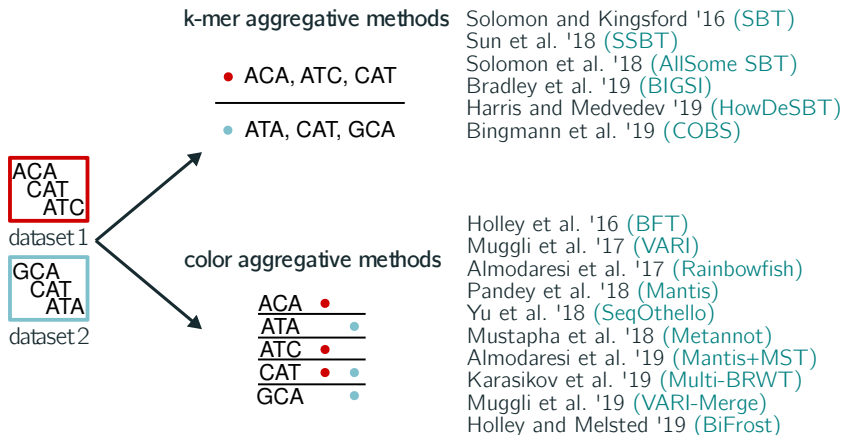 k-mer aggregative methods
ACA, ATC, CAT
ATA, CAT, GCA
Solomon and Kingsford '16 (SBT)
Sun et al. '18 (SSBT)
Solomon et al. '18 (AllSome SBT)
Bradley et al. '19 (BIGSI)
Harris and Medvedev '19 (HowDeSBT)
Bingmann et al. '19 (COBS)
ACA
CAT
ATC
dataset 1
GCA
CAT
ATA
dataset 2
color aggregative methods
ACA
ATA
ATC
CAT
GCA
Holley et al. '16 (BFT)
Muggli et al. '17 (VARI)
Almodaresi et al. '17 (Rainbowfish)
Pandey et al. '18 (Mantis)
Yu et al. '18 (SeqOthello)
Mustapha et al. '18 (Metannot)
Almodaresi et al. '19 (Mantis+MST)
Karasikov et al. '19 (Multi-BRWT)
Muggli et al. '19 (VARI-Merge)
Holley and Melsted '19 (BiFrost)